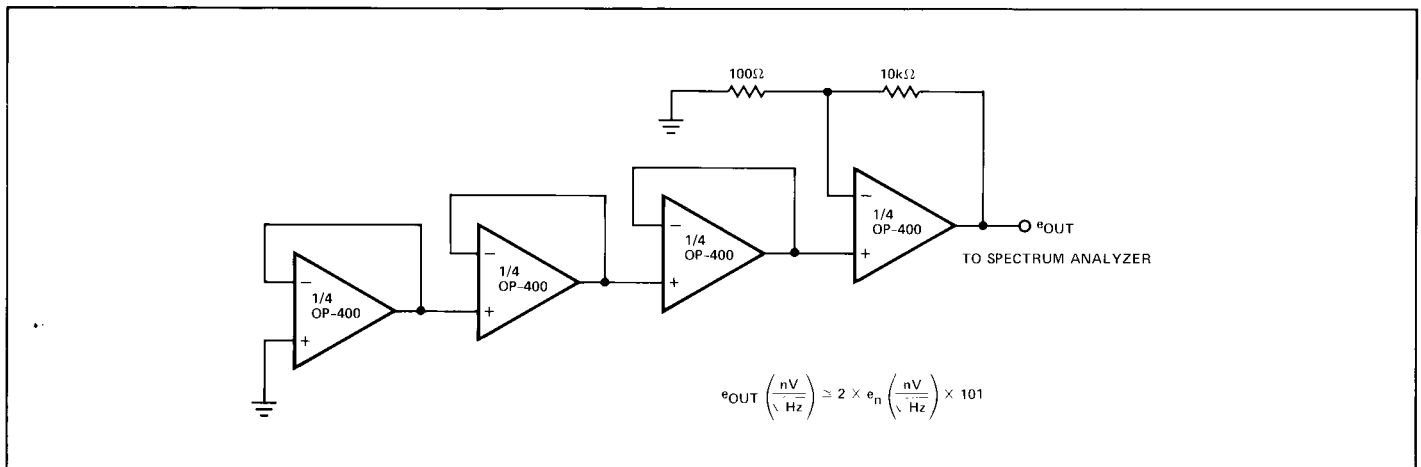 100Ω
10kΩ
−
+
1/4
OP-400
−
+
1/4
OP-400
−
+
1/4
OP-400
−
+
1/4
OP-400
eOUT
TO SPECTRUM ANALYZER
eOUT (nV/√Hz) ≃ 2 × en (nV/√Hz) × 101